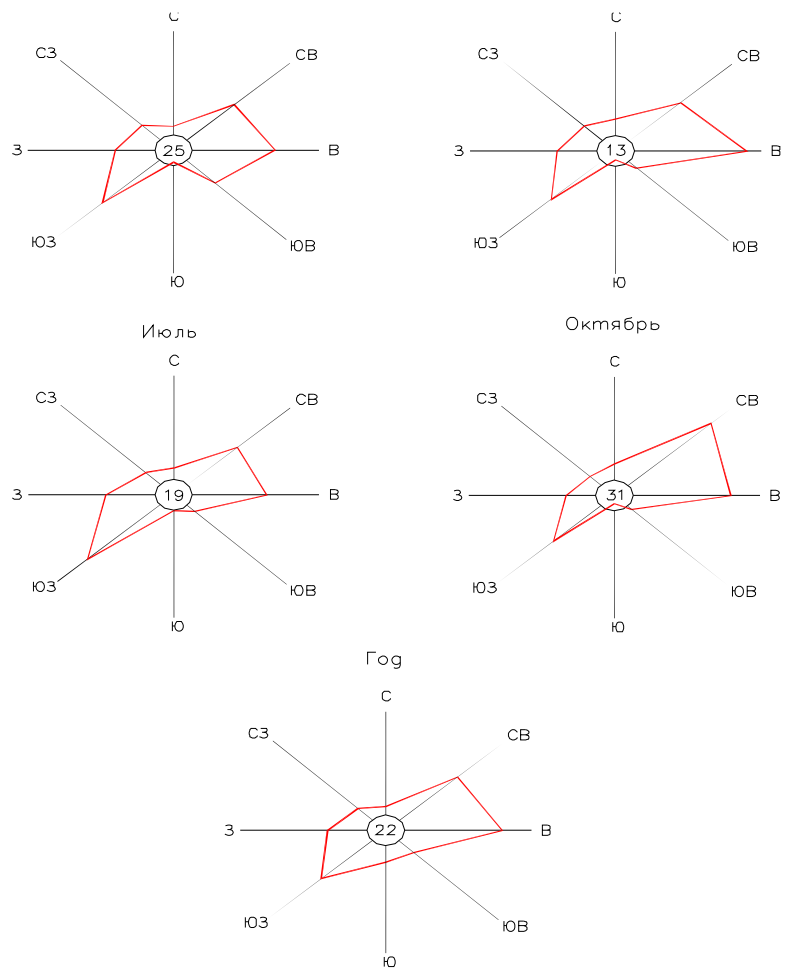 С С
СЗ СВ СЗ СВ
З 25 В З 13 В
ЮЗ ЮВ ЮЗ ЮВ
Ю Ю
Июль Октябрь
С С
СЗ СВ СЗ СВ
З 19 В З 31 В
ЮЗ ЮВ ЮЗ ЮВ
Ю Ю
Год
С
СЗ СВ
З 22 В
ЮЗ ЮВ
Ю